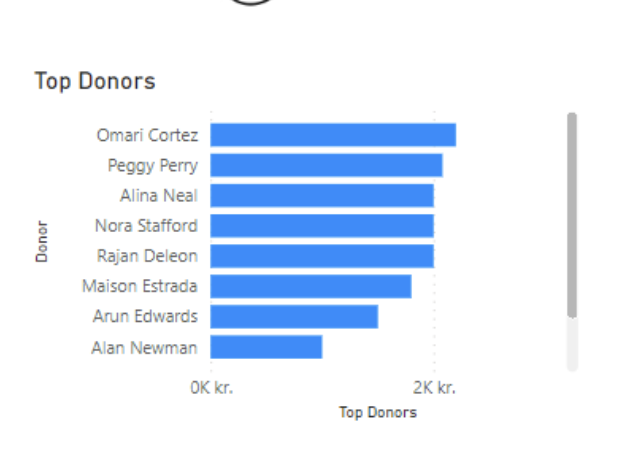 Top Donors
Donor
Omari Cortez
Peggy Perry
Alina Neal
Nora Stafford
Rajan Deleon
Maison Estrada
Arun Edwards
Alan Newman
0K kr. 2K kr.
Top Donors